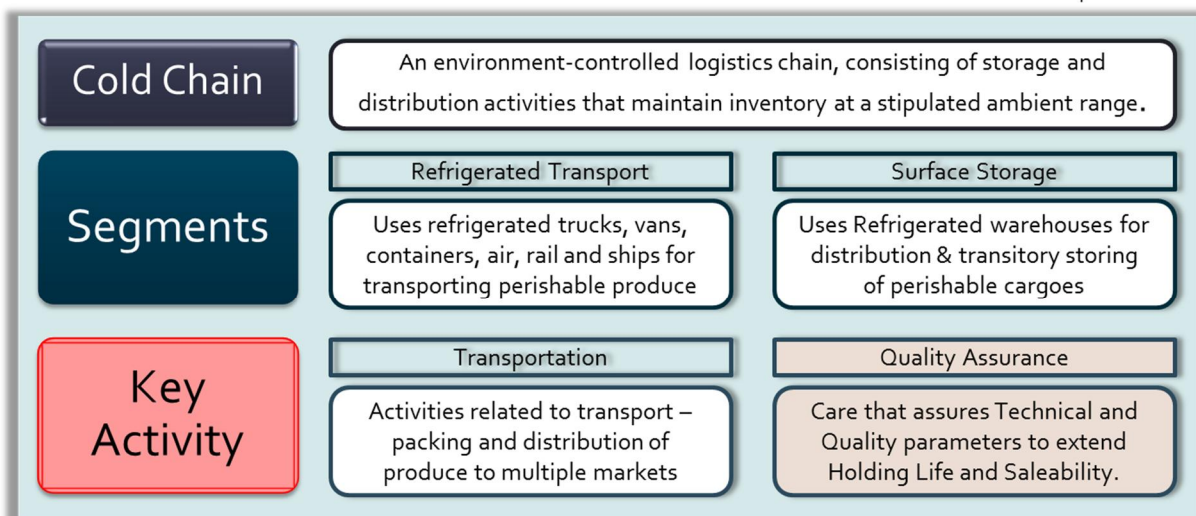 Cold Chain
An environment-controlled logistics chain, consisting of storage and
distribution activities that maintain inventory at a stipulated ambient range.
Segments
Refrigerated Transport
Uses refrigerated trucks, vans,
containers, air, rail and ships for
transporting perishable produce
Surface Storage
Uses Refrigerated warehouses for
distribution & transitory storing
of perishable cargoes
Key
Activity
Transportation
Activities related to transport –
packing and distribution of
produce to multiple markets
Quality Assurance
Care that assures Technical and
Quality parameters to extend
Holding Life and Saleability.